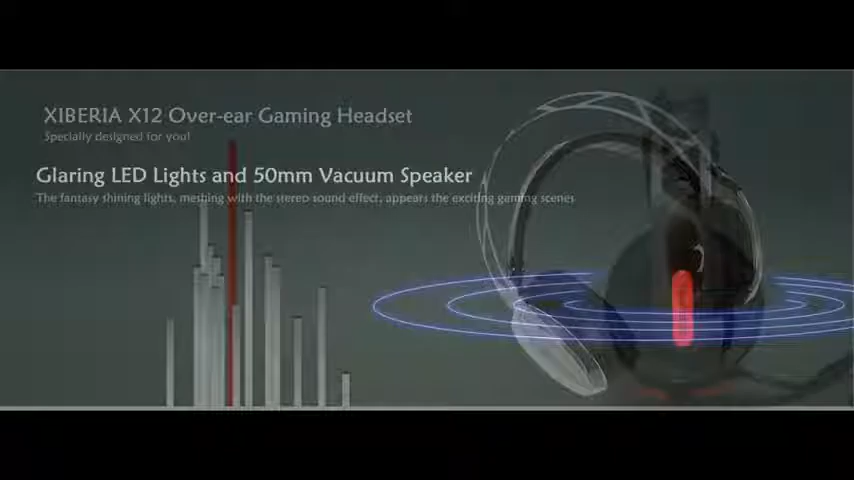 XIBERIA X12 Over-ear Gaming Headset
Specially designed for you!
Glaring LED Lights and 50mm Vacuum Speaker
The fantasy shining lights, meshing with the stereo sound effect, appears the exciting gaming scenes